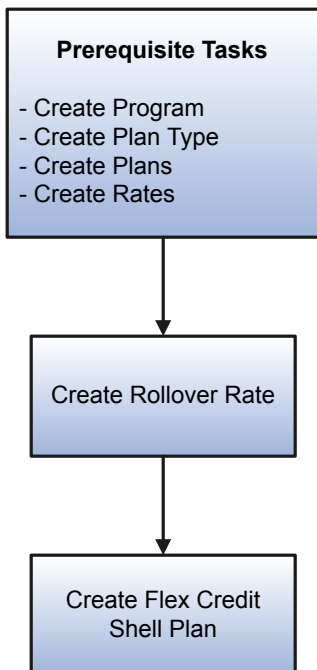 Prerequisite Tasks
- Create Program
- Create Plan Type
- Create Plans
- Create Rates
Create Rollover Rate
Create Flex Credit
Shell Plan